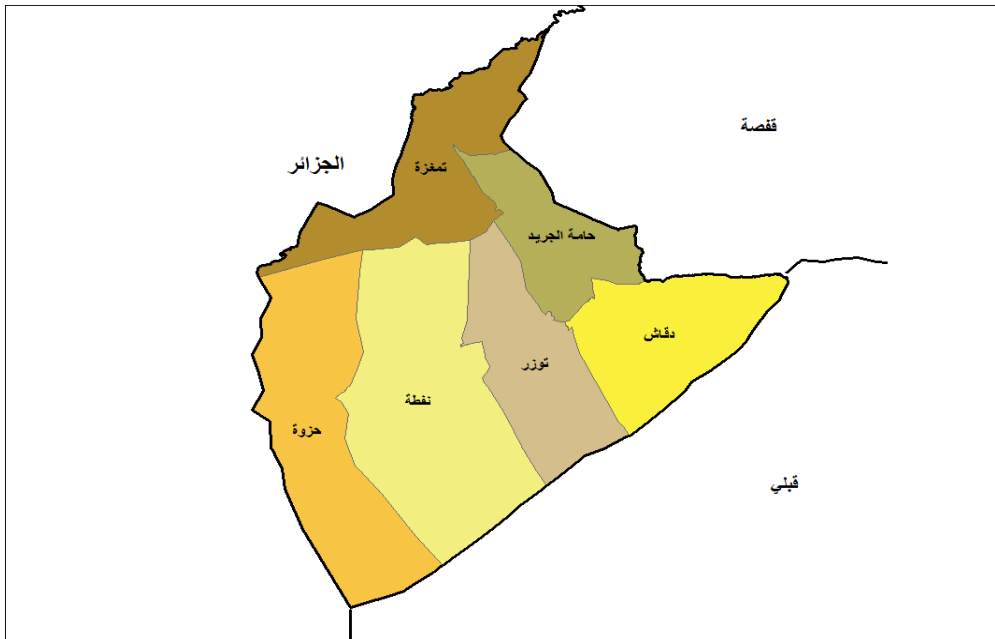 قفصة
الجزائر
تمغزة
حامة الجريد
دقاش
توزر
نفطة
حزوة
قبلي